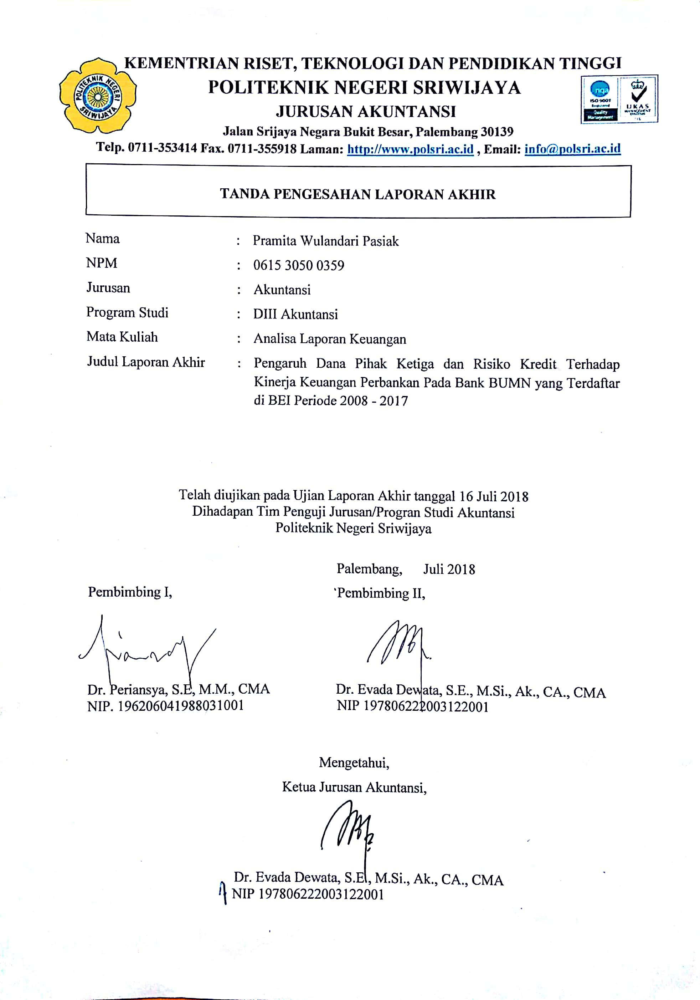 KEMENTRIAN RISET, TEKNOLOGI DAN PENDIDIKAN TINGGI
POLITEKNIK NEGERI SRIWIJAYA
JURUSAN AKUNTANSI
Jalan Srijaya Negara Bukit Besar, Palembang 30139
Telp. 0711-353414 Fax. 0711-355918 Laman: http://www.polsri.ac.id , Email: info@polsri.ac.id
POLITEKNIK NEGERI
SRIWIJAYA
nqa
ISO 9001
Registered
Quality
Management
UKAS
MANAGEMENT
SYSTEMS
TANDA PENGESAHAN LAPORAN AKHIR
Nama : Pramita Wulandari Pasiak
NPM : 0615 3050 0359
Jurusan : Akuntansi
Program Studi : DIII Akuntansi
Mata Kuliah : Analisa Laporan Keuangan
Judul Laporan Akhir : Pengaruh Dana Pihak Ketiga dan Risiko Kredit Terhadap
Kinerja Keuangan Perbankan Pada Bank BUMN yang Terdaftar
di BEI Periode 2008 - 2017
Telah diujikan pada Ujian Laporan Akhir tanggal 16 Juli 2018
Dihadapan Tim Penguji Jurusan/Progran Studi Akuntansi
Politeknik Negeri Sriwijaya
Palembang, Juli 2018
Pembimbing I, Pembimbing II,
Dr. Periansya, S.E, M.M., CMA Dr. Evada Dewata, S.E., M.Si., Ak., CA., CMA
NIP. 196206041988031001 NIP 197806222003122001
Mengetahui,
Ketua Jurusan Akuntansi,
Dr. Evada Dewata, S.E., M.Si., Ak., CA., CMA
NIP 197806222003122001